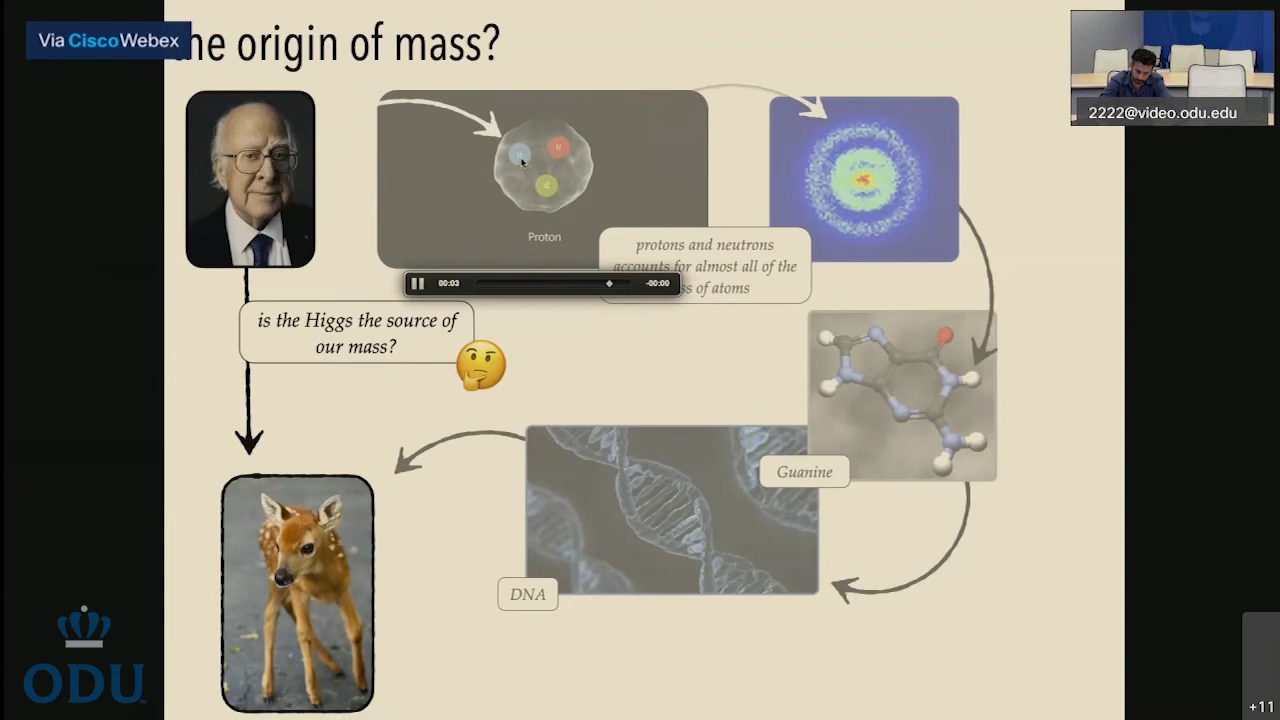 Via CiscoWebex
he origin of mass?
2222@video.odu.edu
u
u
d
Proton
protons and neutrons
accounts for almost all of the
ss of atoms
00:03
-00:00
is the Higgs the source of
our mass?
Guanine
DNA
ODU
+11